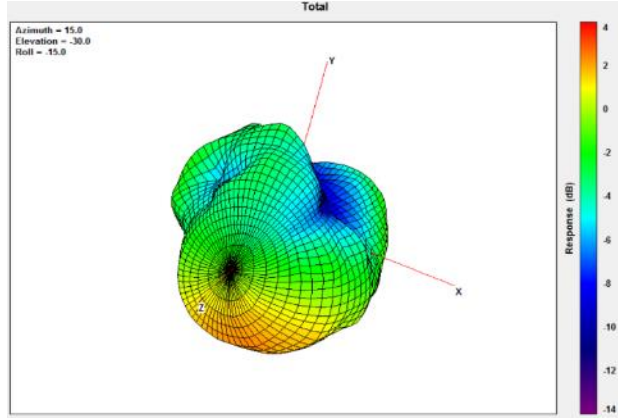 Total
Azimuth = 15.0
Elevation = -30.0
Roll = -15.0
Y
X
Z
4
2
0
-2
-4
-6
-8
-10
-12
-14
Response (dB)